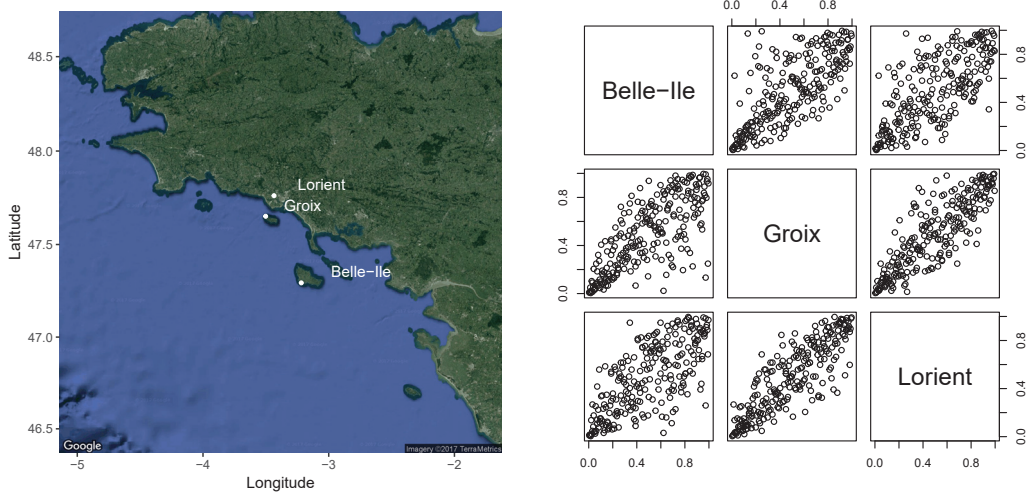 48.5
48.0
47.5
47.0
46.5
Latitude
Lorient
Groix
Belle−Ile
Google
Imagery ©2017 TerraMetrics
−5
−4
−3
−2
Longitude
0.0 0.4 0.8
Belle−Ile
0.0 0.4 0.8
0.0 0.4 0.8
Groix
Lorient
0.0 0.4 0.8
0.0 0.4 0.8
0.0 0.4 0.8